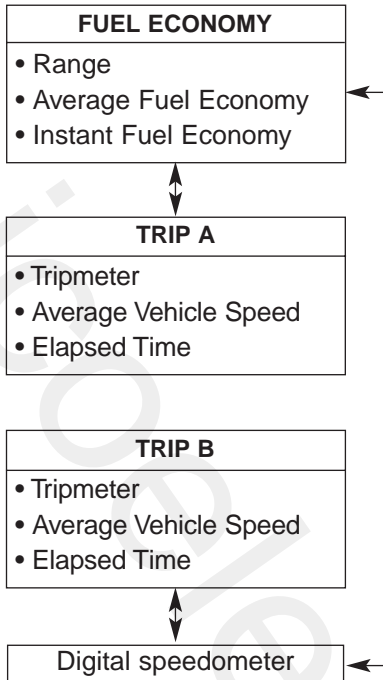 FUEL ECONOMY
• Range
• Average Fuel Economy
• Instant Fuel Economy
TRIP A
• Tripmeter
• Average Vehicle Speed
• Elapsed Time
TRIP B
• Tripmeter
• Average Vehicle Speed
• Elapsed Time
Digital speedometer